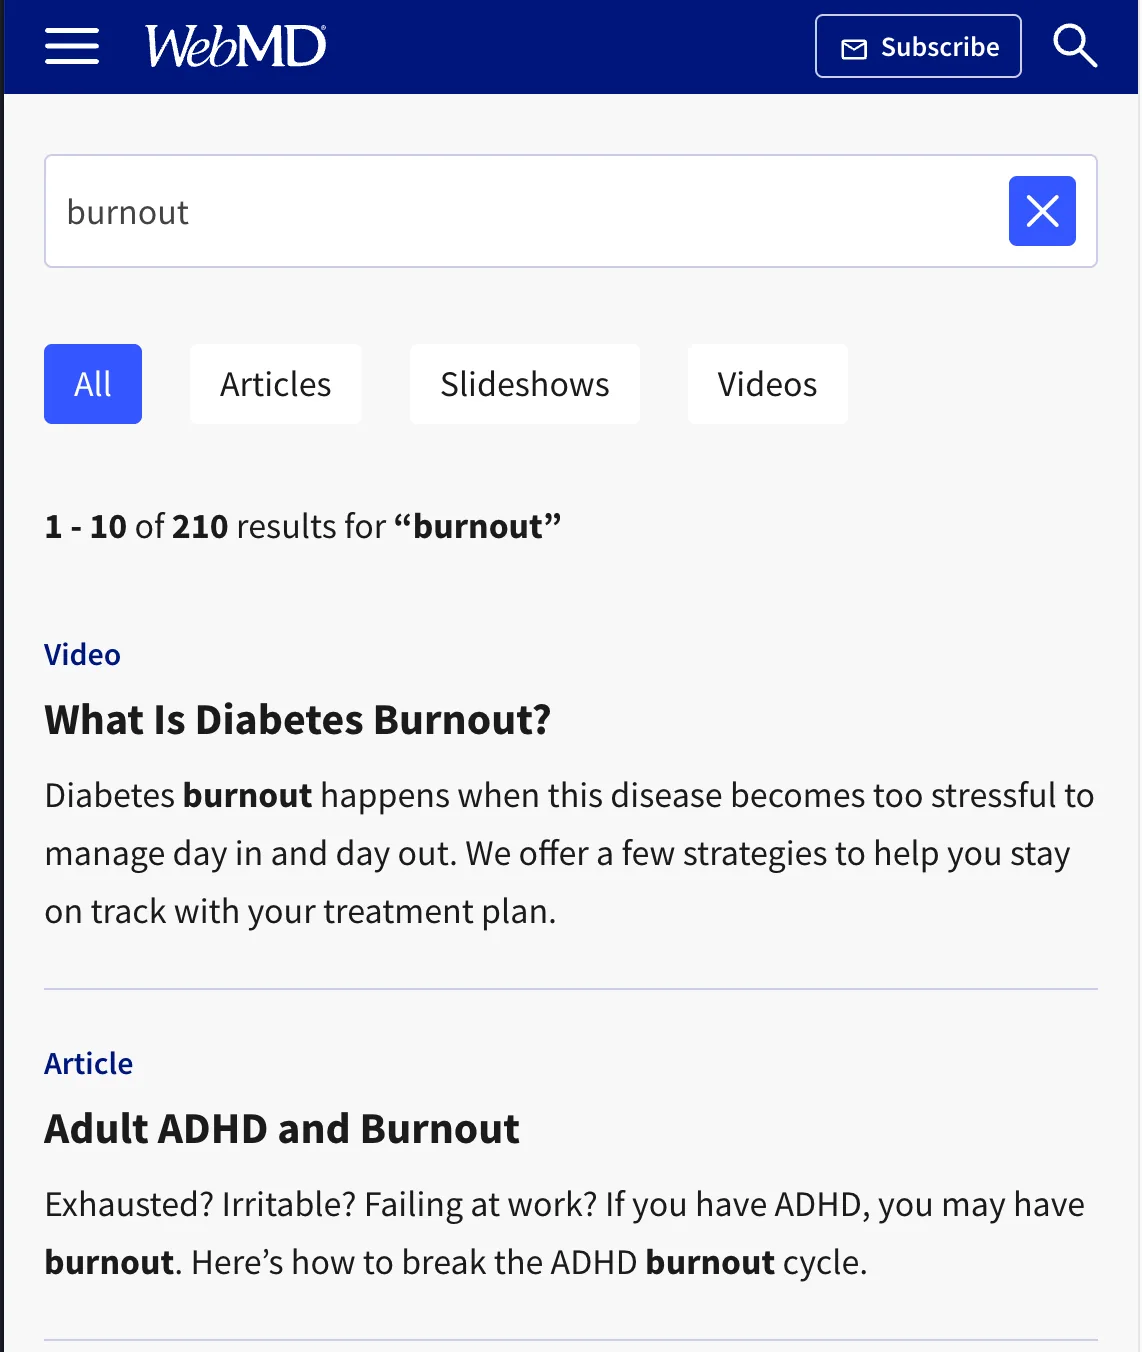 WebMD
Subscribe
burnout
All
Articles
Slideshows
Videos
1 - 10 of 210 results for “burnout”
Video
What Is Diabetes Burnout?
Diabetes burnout happens when this disease becomes too stressful to
manage day in and day out. We offer a few strategies to help you stay
on track with your treatment plan.
Article
Adult ADHD and Burnout
Exhausted? Irritable? Failing at work? If you have ADHD, you may have
burnout. Here’s how to break the ADHD burnout cycle.